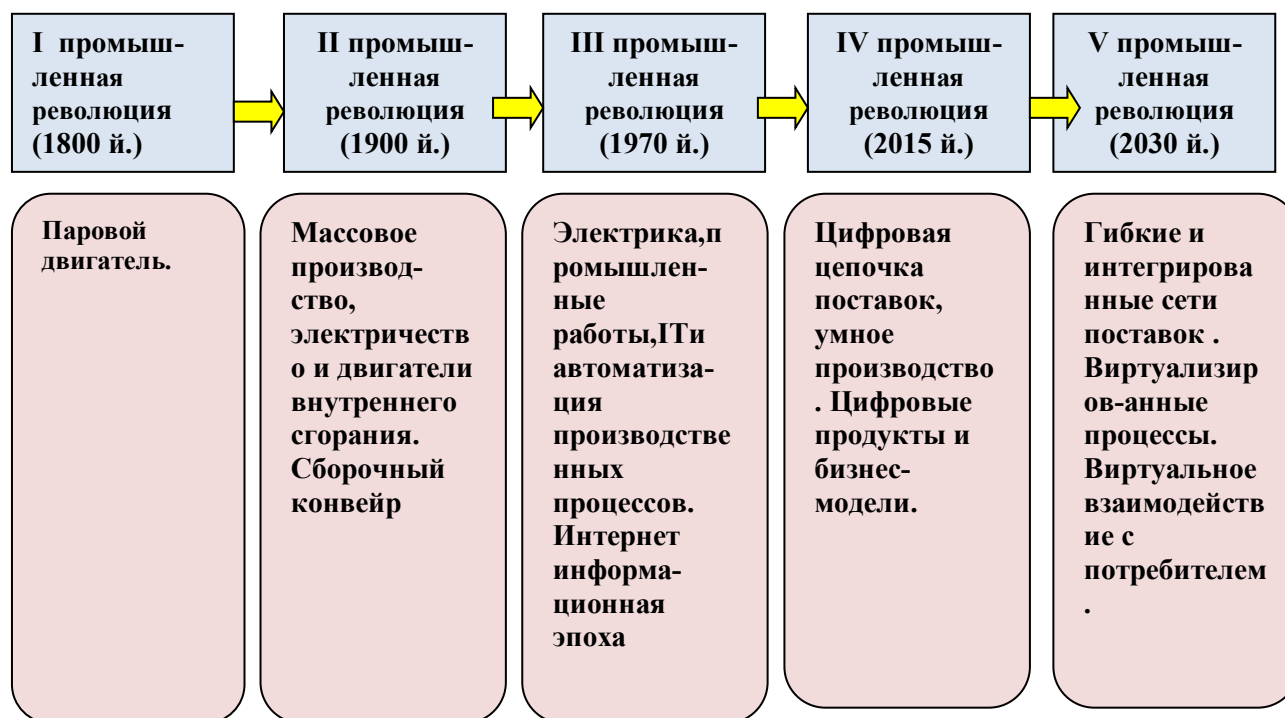 I промыш-
ленная
революция
(1800 й.)
II промыш-
ленная
революция
(1900 й.)
III промыш-
ленная
революция
(1970 й.)
IV промыш-
ленная
революция
(2015 й.)
V промыш-
ленная
революция
(2030 й.)
Паровой
двигатель.
Массовое
производ-
ство,
электричеств
о и двигатели
внутреннего
сгорания.
Сборочный
конвейр
Электрика,п
ромышлен-
ные
работы,ITи
автоматиза-
ция
производстве
нных
процессов.
Интернет
информа-
ционная
эпоха
Цифровая
цепочка
поставок,
умное
производство
. Цифровые
продукты и
бизнес-
модели.
Гибкие и
интегрирова
нные сети
поставок .
Виртуализир
ов-анные
процессы.
Виртуальное
взаимодейств
ие с
потребителем
.